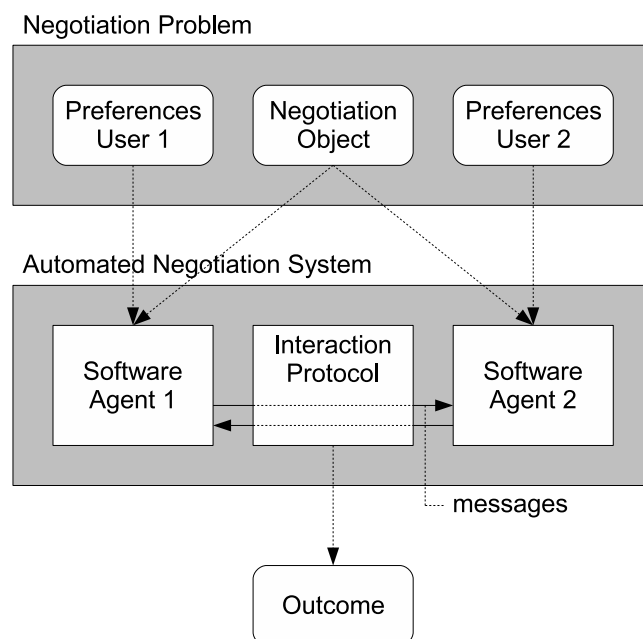 Negotiation Problem
Preferences
User 1
Negotiation
Object
Preferences
User 2
Automated Negotiation System
Software
Agent 1
Interaction
Protocol
Software
Agent 2
messages
Outcome